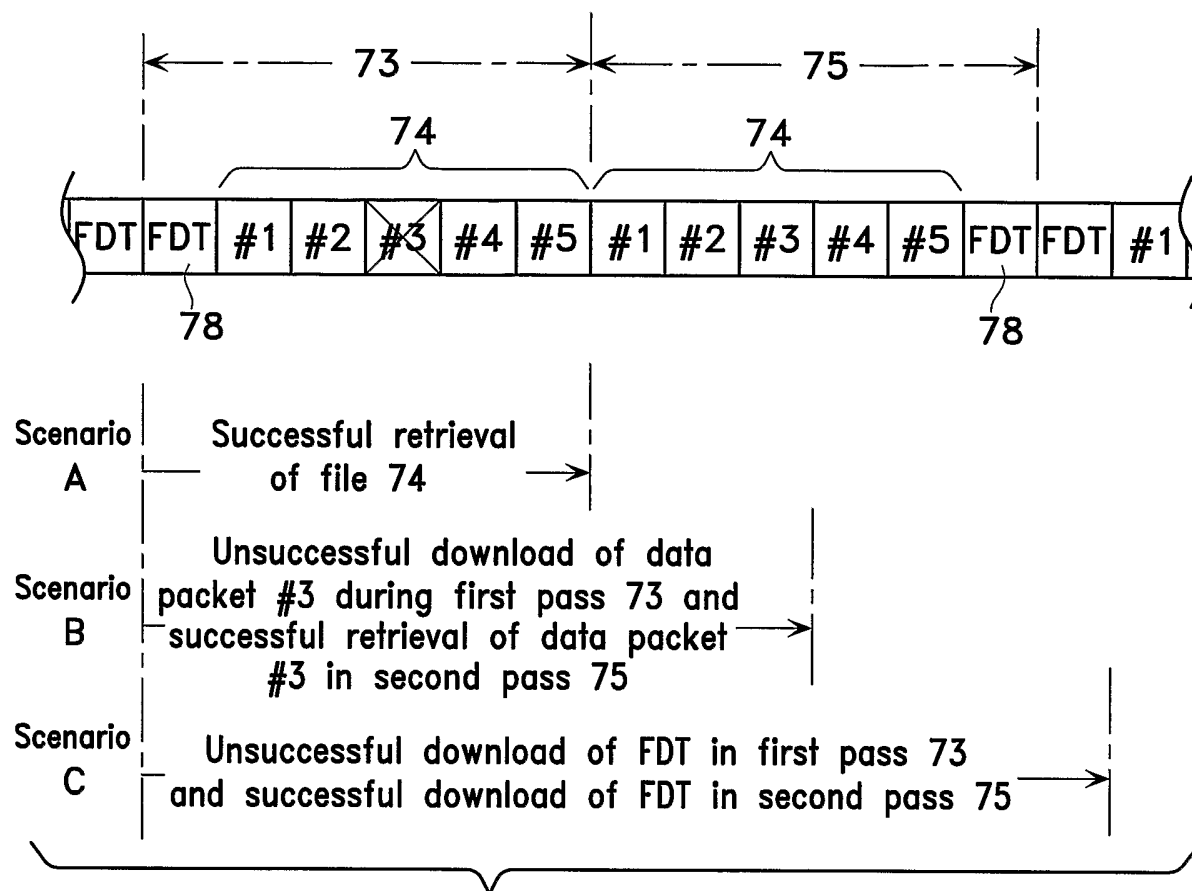 73
75
74
74
FDT FDT #1 #2 #3 #4 #5 #1 #2 #3 #4 #5 FDT FDT #1
78
78
Scenario
A
Successful retrieval
of file 74
Scenario
B
Unsuccessful download of data
packet #3 during first pass 73 and
successful retrieval of data packet
#3 in second pass 75
Scenario
C
Unsuccessful download of FDT in first pass 73
and successful download of FDT in second pass 75